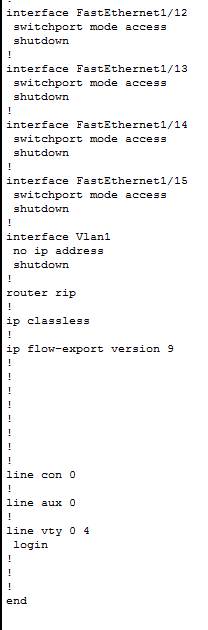 !
interface FastEthernet1/12
 switchport mode access
 shutdown
!
interface FastEthernet1/13
 switchport mode access
 shutdown
!
interface FastEthernet1/14
 switchport mode access
 shutdown
!
interface FastEthernet1/15
 switchport mode access
 shutdown
!
interface Vlan1
 no ip address
 shutdown
!
router rip
!
ip classless
!
ip flow-export version 9
!
!
!
!
!
!
!
!
line con 0
!
line aux 0
!
line vty 0 4
 login
!
!
!
end